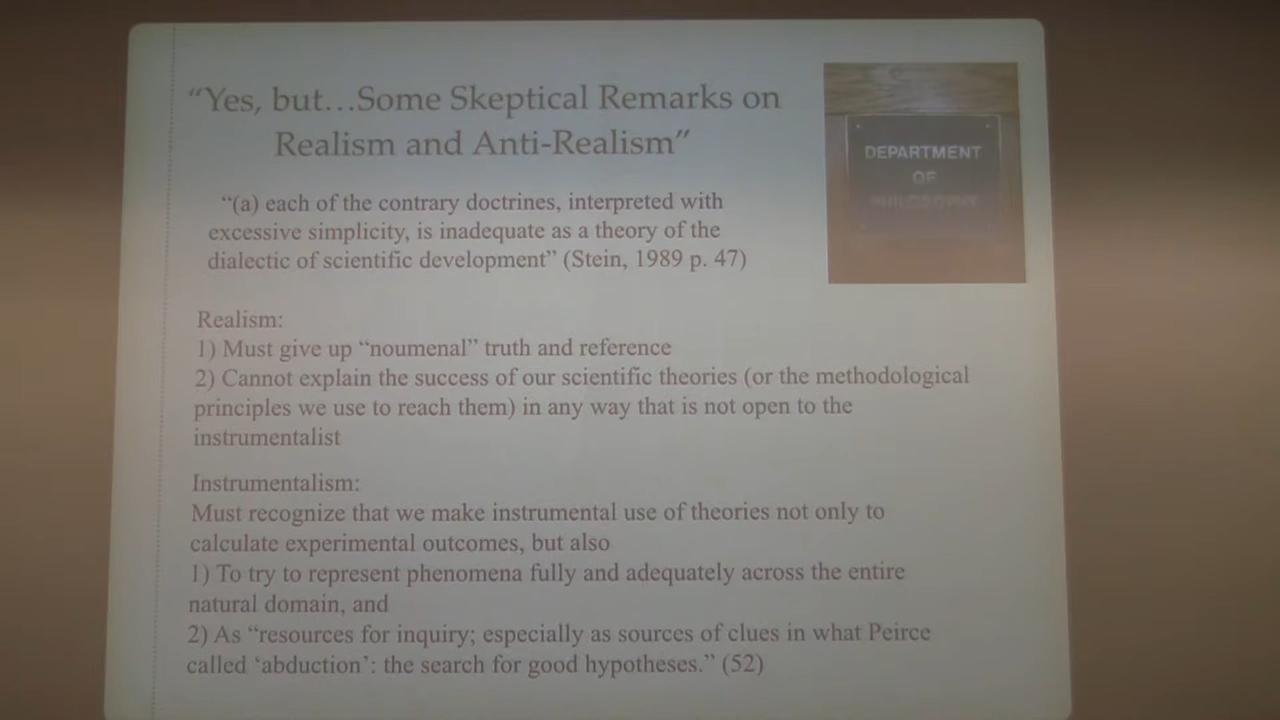 “Yes, but…Some Skeptical Remarks on
Realism and Anti-Realism”
DEPARTMENT
OF
PHILOSOPHY
“(a) each of the contrary doctrines, interpreted with
excessive simplicity, is inadequate as a theory of the
dialectic of scientific development” (Stein, 1989 p. 47)
Realism:
1) Must give up “noumenal” truth and reference
2) Cannot explain the success of our scientific theories (or the methodological
principles we use to reach them) in any way that is not open to the
instrumentalist
Instrumentalism:
Must recognize that we make instrumental use of theories not only to
calculate experimental outcomes, but also
1) To try to represent phenomena fully and adequately across the entire
natural domain, and
2) As “resources for inquiry; especially as sources of clues in what Peirce
called ‘abduction’: the search for good hypotheses.” (52)